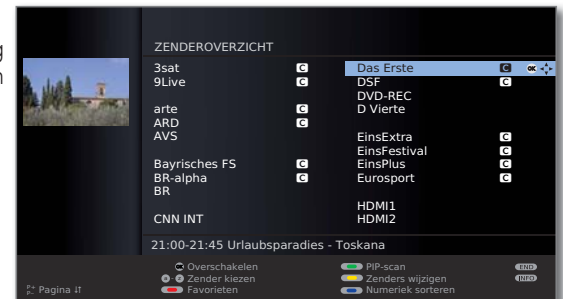 g
n
ZENDEROVERZICHT
3sat C
9Live C
arte C
ARD C
AVS
Bayrisches FS C
BR-alpha C
BR
CNN INT
Das Erste C OK
DSF C
DVD-REC
D Vierte
EinsExtra C
EinsFestival C
EinsPlus C
Eurosport C
HDMI1
HDMI2
21:00-21:45 Urlaubsparadies - Toskana
OK Overschakelen
Zender kiezen
Favorieten
PIP-scan
Zenders wijzigen
Numeriek sorteren
END
INFO
P+ P- Pagina